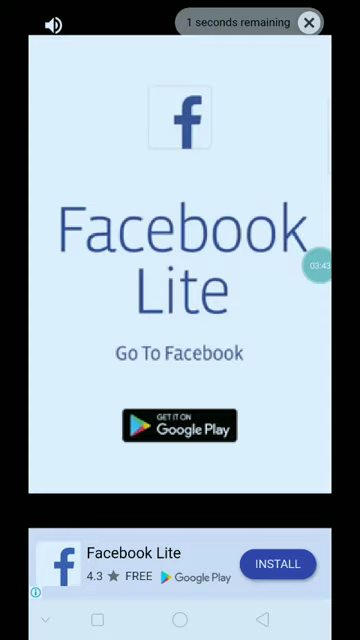 1 seconds remaining
Facebook
Lite
03:43
Go To Facebook
GET IT ON
Google Play
Facebook Lite
4.3 ★ FREE Google Play
INSTALL